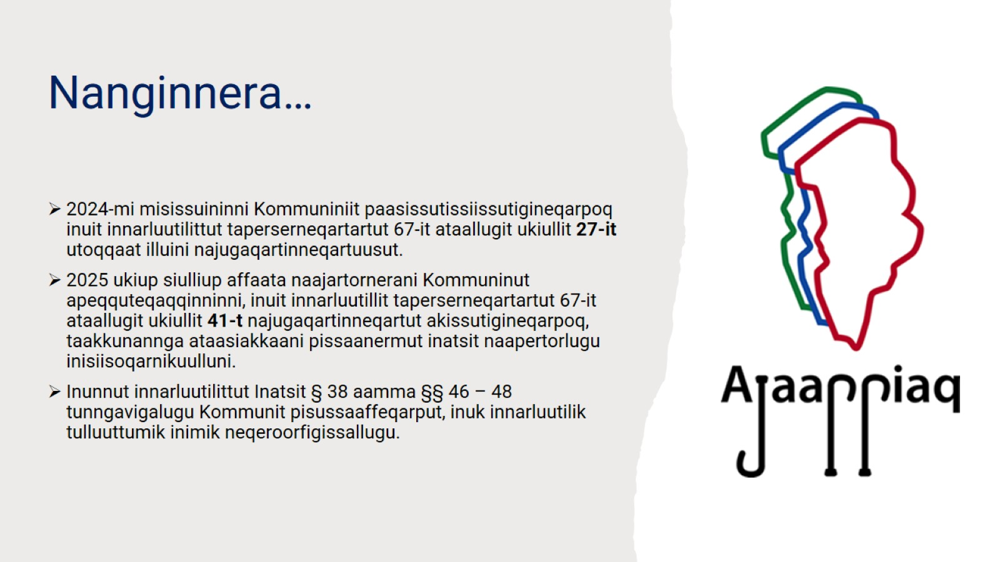 Nanginnera...
➢ 2024-mi misissuininni Kommuniniit paasissutissiissutigineqarpoq
inuit innarluutilittut taperserneqartartut 67-it ataallugit ukiullit 27-it
utoqqaat illuini najugaqartinneqartuusut.
➢ 2025 ukiup siulliup affaata naajartornerani Kommuninut
apeqquteqaqqinninni, inuit innarluutillit taperserneqartartut 67-it
ataallugit ukiullit 41-t najugaqartinneqartut akissutigineqarpoq,
taakkunannga ataasiakkaani pissaanermut inatsit naapertorlugu
inisiisoqarnikuulluni.
➢ Inunnut innarluutilittut Inatsit § 38 aamma §§ 46 – 48
tunngavigalugu Kommunit pisussaaffeqarput, inuk innarluutilik
tulluuttumik inimik neqeroorfigissallugu.
Ajaappiaq